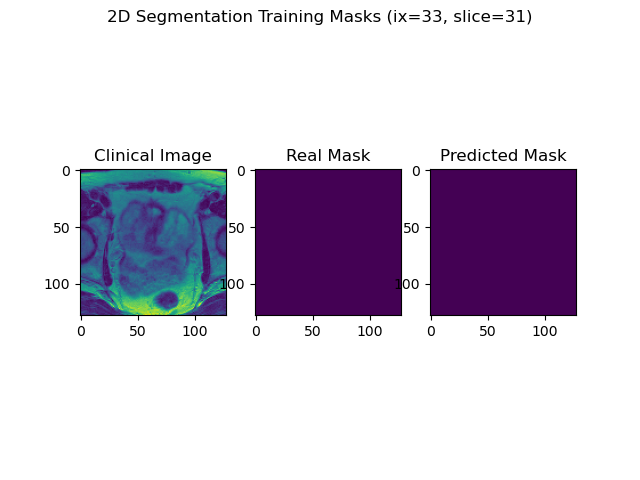 2D Segmentation Training Masks (ix=33, slice=31)
Clinical Image Real Mask Predicted Mask
0 0 0
50 50 50
100 100 100
0 50 100 0 50 100 0 50 100